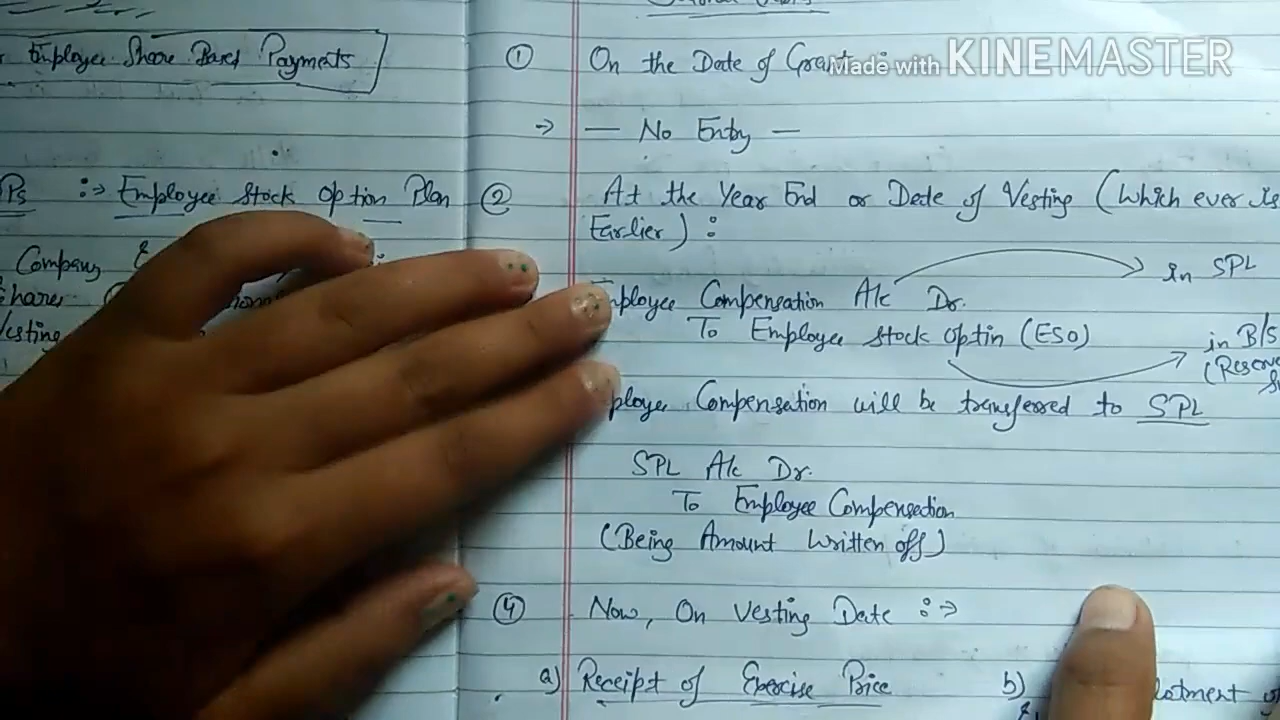 Employee Share Based Payments
Ps :→ Employee Stock Option Plan
Company
Share
Vesting
① On the Date of Grant
Made with KINEMASTER
→ — No Entry —
② At the Year End or Date of Vesting (Which ever is
Earlier) :
Employee Compensation A/c Dr.
in SPL
To Employee Stock Optin (ESO)
in B/S
(Reserve
Employee Compensation will be transferred to SPL
SPL A/c Dr.
To Employee Compensation
(Being Amount Written off)
④ Now, On Vesting Date :→
a) Receipt of Exercise Price
b) lotment